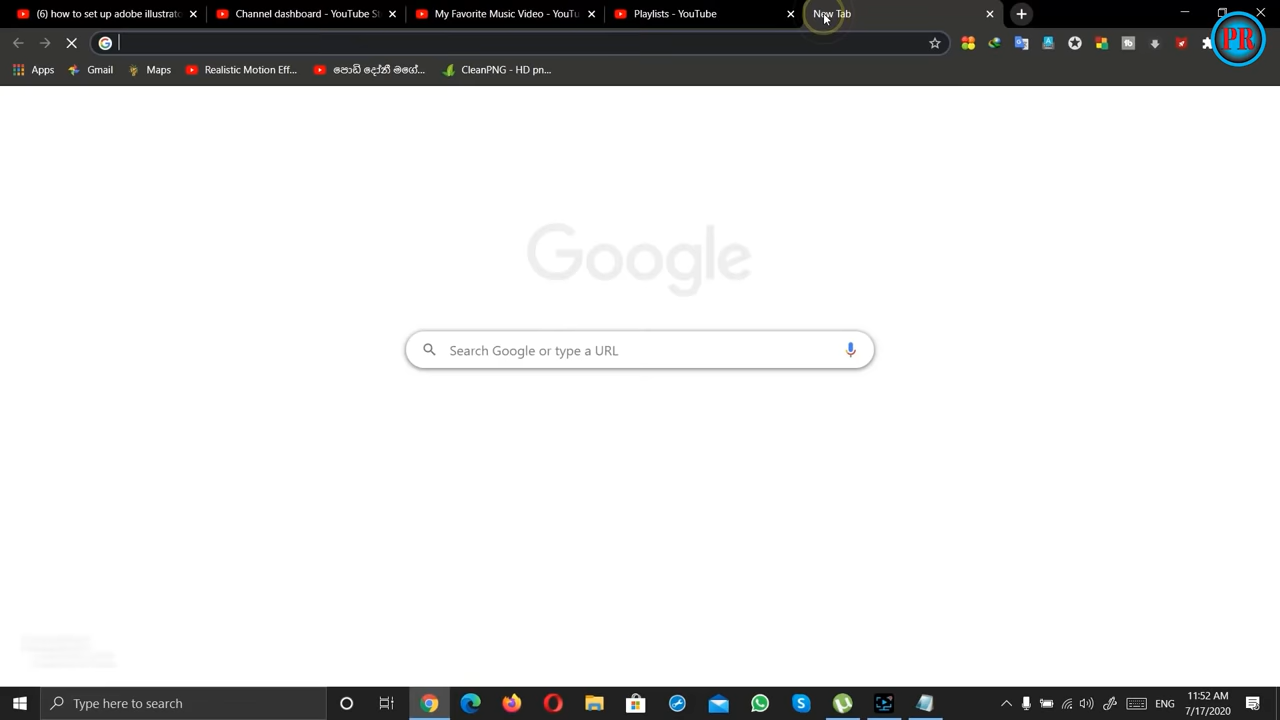 (6) how to set up adobe illustrato
Channel dashboard - YouTube St
My Favorite Music Video - YouTu
Playlists - YouTube
New Tab
PR
Apps
Gmail
Maps
Realistic Motion Eff...
පොඩි දෝණි මගේ...
CleanPNG - HD pn...
Google
Search Google or type a URL
Type here to search
ENG
11:52 AM
7/17/2020